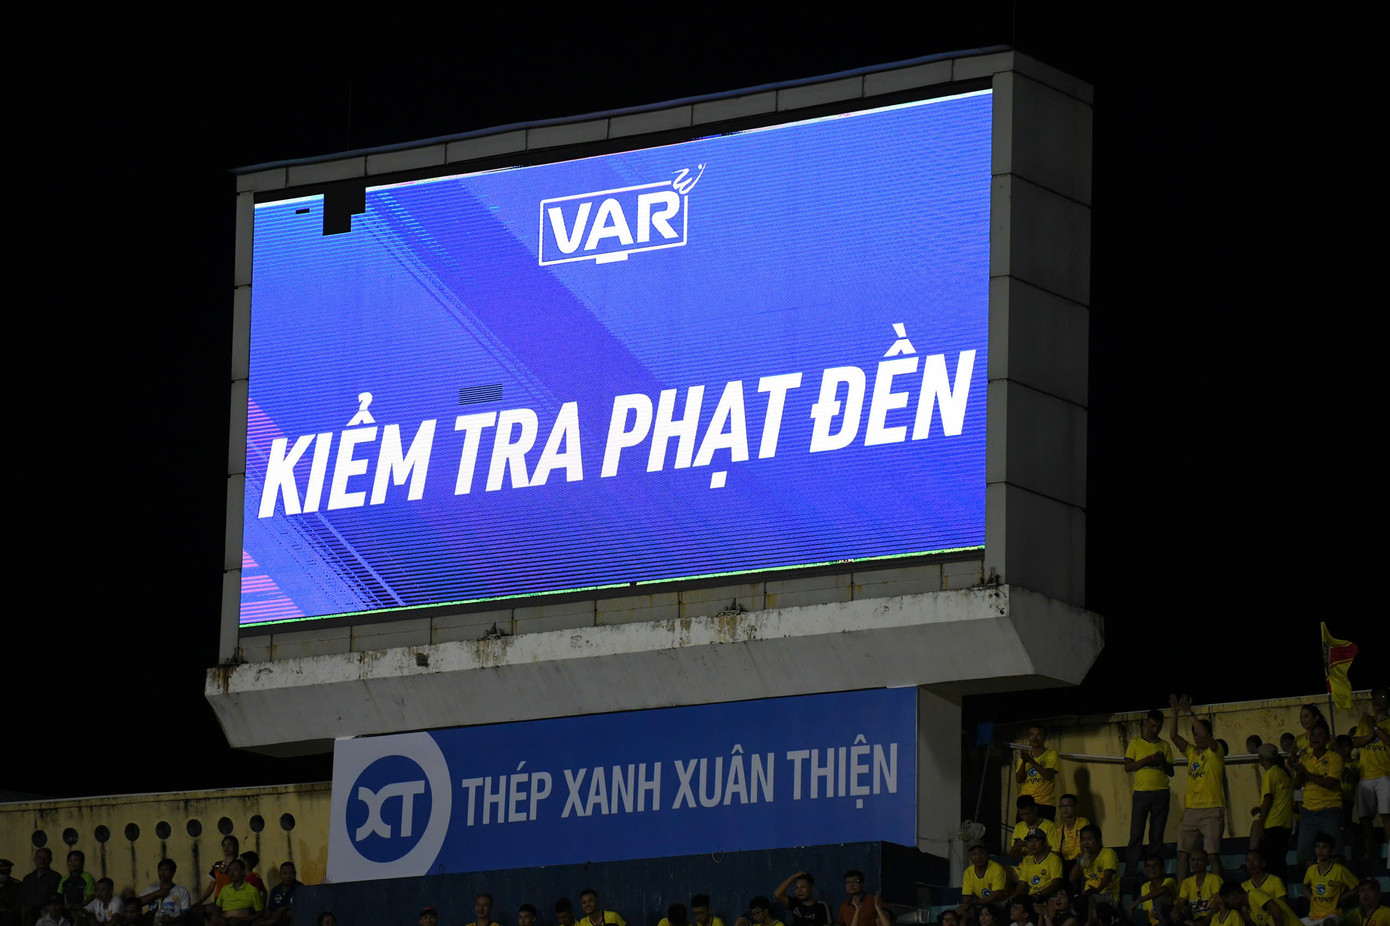 VAR
KIỂM TRA PHẠT ĐỀN
XT
THÉP XANH XUÂN THIỆN